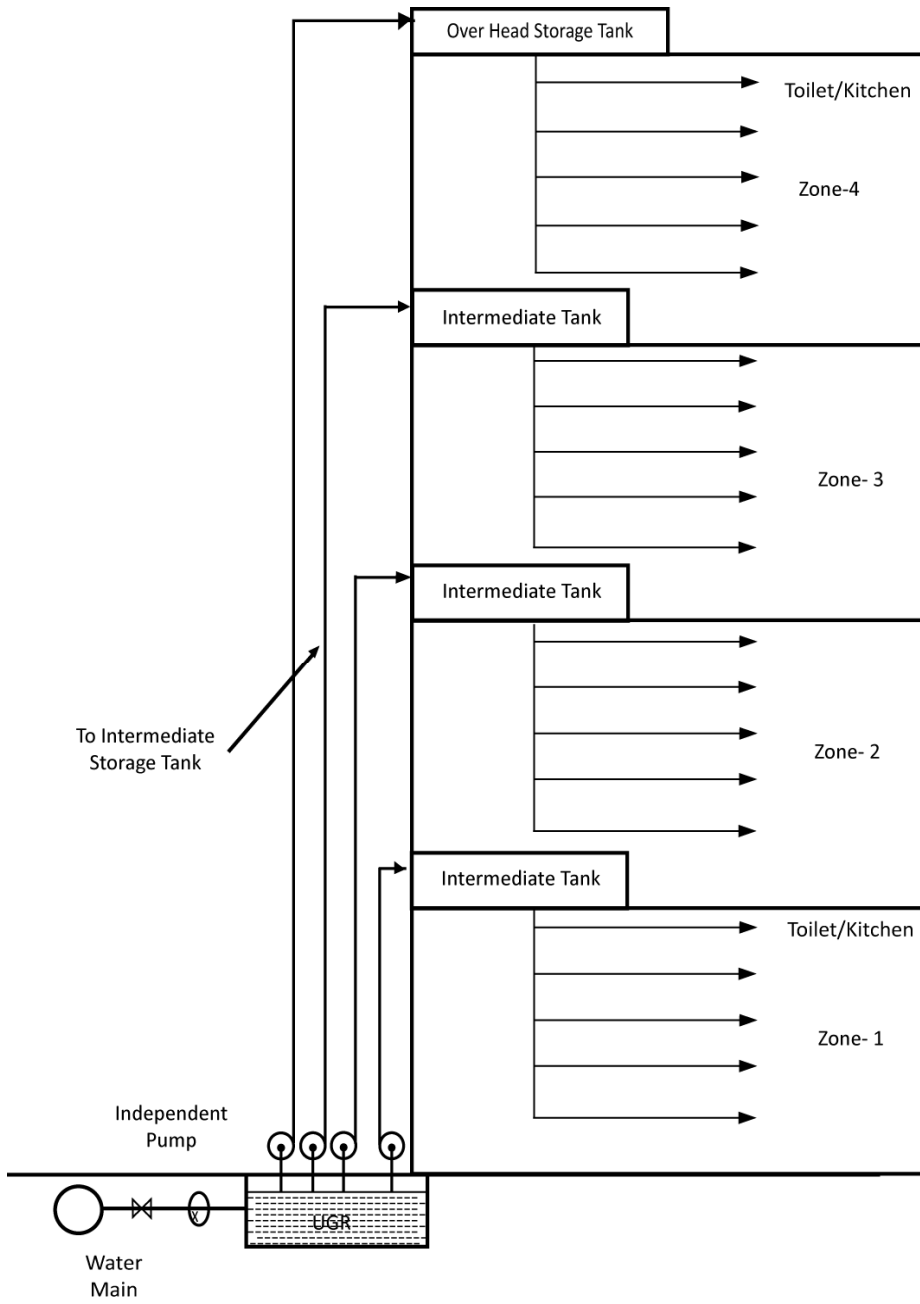 Over Head Storage Tank
Toilet/Kitchen
Zone-4
Intermediate Tank
Zone- 3
Intermediate Tank
To Intermediate
Storage Tank
Zone- 2
Intermediate Tank
Toilet/Kitchen
Zone- 1
Independent
Pump
X
UGR
Water
Main